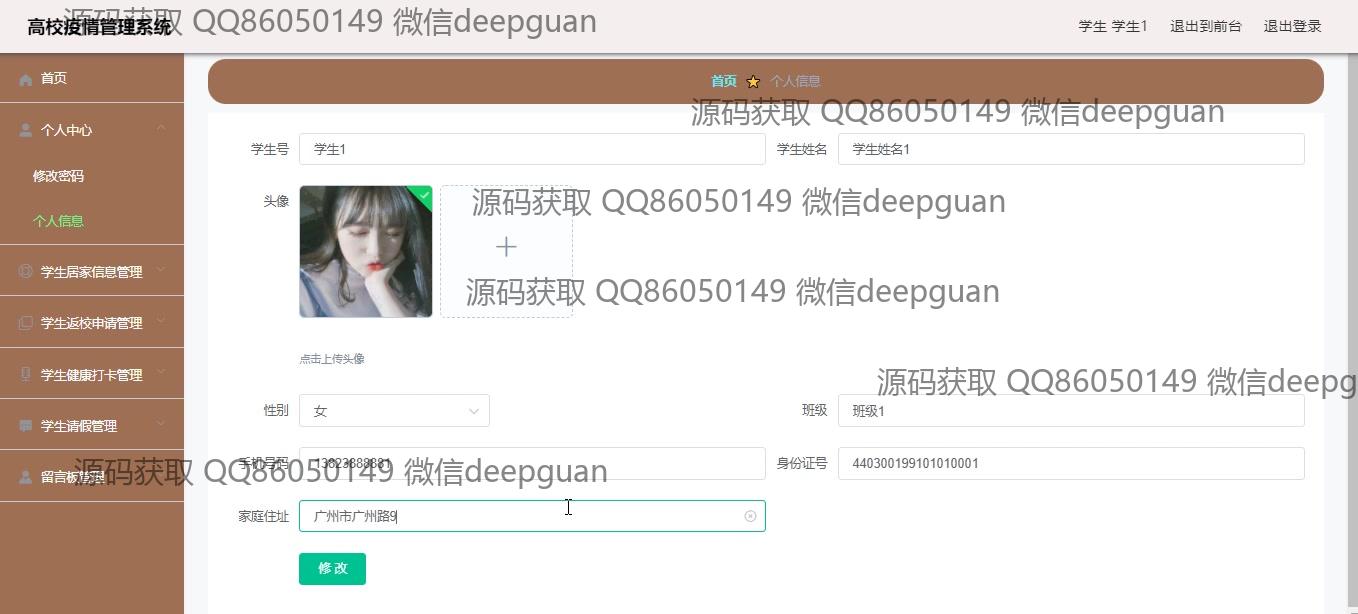 高校疫情管理系统
源码获取 QQ86050149 微信deepguan
学生 学生1 退出到前台 退出登录
首页
个人中心
修改密码
个人信息
学生居家信息管理
学生返校申请管理
学生健康打卡管理
学生请假管理
留言板管理
首页 个人信息
源码获取 QQ86050149 微信deepguan
学生号 学生1 学生姓名 学生姓名1
头像
源码获取 QQ86050149 微信deepguan
源码获取 QQ86050149 微信deepguan
点击上传头像
源码获取 QQ86050149 微信deepg
性别 女 班级 班级1
手机号码 13823888881 身份证号 440300199101010001
源码获取 QQ86050149 微信deepguan
家庭住址 广州市广州路9
修改